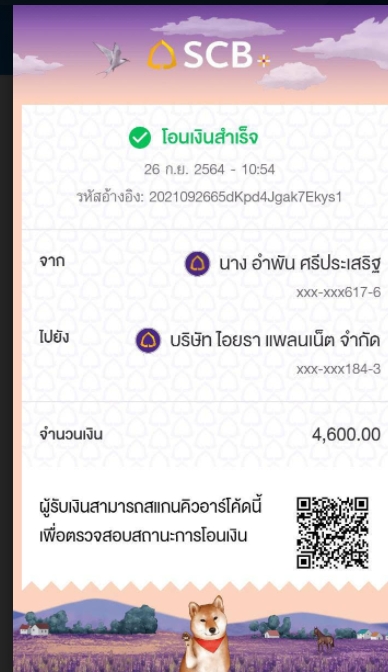 SCB
โอนเงินสำเร็จ
26 ก.ย. 2564 - 10:54
รหัสอ้างอิง: 2021092665dKpd4Jgak7Ekys1
จาก
นาง อำพัน ศรีประเสริฐ
xxx-xxx617-6
ไปยัง
บริษัท ไอยรา แพลนเน็ต จำกัด
xxx-xxx184-3
จำนวนเงิน
4,600.00
ผู้รับเงินสามารถสแกนคิวอาร์โค้ดนี้
เพื่อตรวจสอบสถานะการโอนเงิน